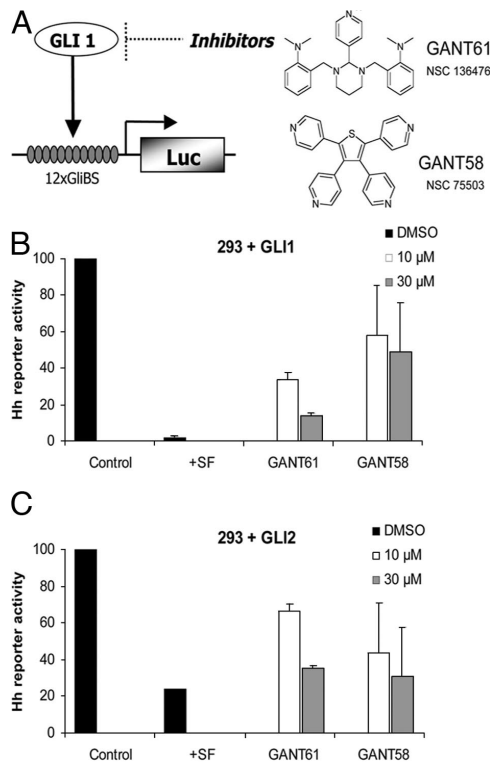 A
GLI 1
Inhibitors
Luc
12xGliBS
N
N
N
N
N
GANT61
NSC 136476
N
S
N
N
N
GANT58
NSC 75503
B
293 + GLI1
DMSO
10 µM
30 µM
Hh reporter activity
100
80
60
40
20
0
Control +SF GANT61 GANT58
C
293 + GLI2
DMSO
10 µM
30 µM
Hh reporter activity
100
80
60
40
20
0
Control +SF GANT61 GANT58